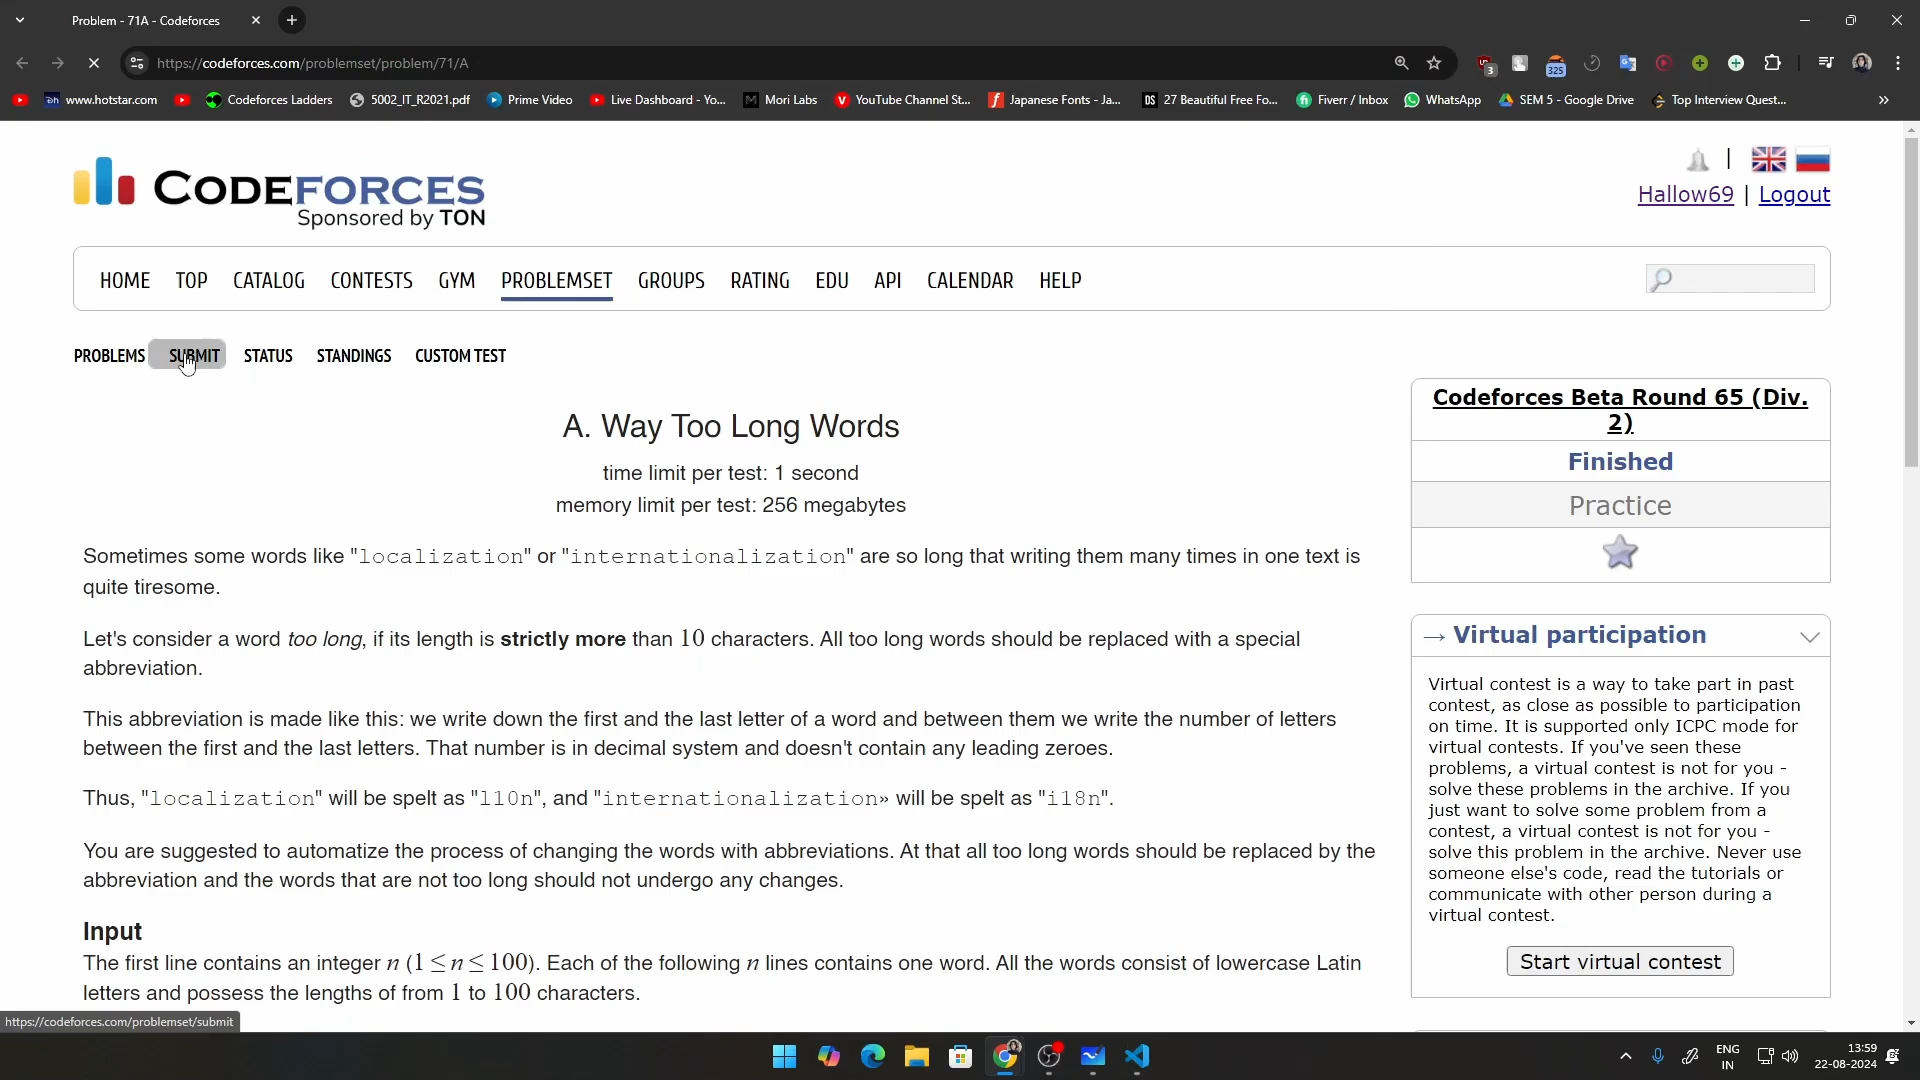 Problem - 71A - Codeforces
https://codeforces.com/problemset/problem/71/A
3
325
www.hotstar.com
Codeforces Ladders
5002_IT_R2021.pdf
Prime Video
Live Dashboard - Yo...
Mori Labs
YouTube Channel St...
Japanese Fonts - Ja...
27 Beautiful Free Fo...
Fiverr / Inbox
WhatsApp
SEM 5 - Google Drive
Top Interview Quest...
CODEFORCES
Sponsored by TON
|
Hallow69 | Logout
HOME TOP CATALOG CONTESTS GYM PROBLEMSET GROUPS RATING EDU API CALENDAR HELP
PROBLEMS SUBMIT STATUS STANDINGS CUSTOM TEST
A. Way Too Long Words
time limit per test: 1 second
memory limit per test: 256 megabytes
Sometimes some words like "localization" or "internationalization" are so long that writing them many times in one text is
quite tiresome.
Let's consider a word too long, if its length is strictly more than 10 characters. All too long words should be replaced with a special
abbreviation.
This abbreviation is made like this: we write down the first and the last letter of a word and between them we write the number of letters
between the first and the last letters. That number is in decimal system and doesn't contain any leading zeroes.
Thus, "localization" will be spelt as "l10n", and "internationalization» will be spelt as "i18n".
You are suggested to automatize the process of changing the words with abbreviations. At that all too long words should be replaced by the
abbreviation and the words that are not too long should not undergo any changes.
Input
The first line contains an integer n (1 ≤ n ≤ 100). Each of the following n lines contains one word. All the words consist of lowercase Latin
letters and possess the lengths of from 1 to 100 characters.
Codeforces Beta Round 65 (Div.
2)
Finished
Practice
→ Virtual participation
Virtual contest is a way to take part in past
contest, as close as possible to participation
on time. It is supported only ICPC mode for
virtual contests. If you've seen these
problems, a virtual contest is not for you -
solve these problems in the archive. If you
just want to solve some problem from a
contest, a virtual contest is not for you -
solve this problem in the archive. Never use
someone else's code, read the tutorials or
communicate with other person during a
virtual contest.
Start virtual contest
https://codeforces.com/problemset/submit
ENG
IN
13:59
22-08-2024